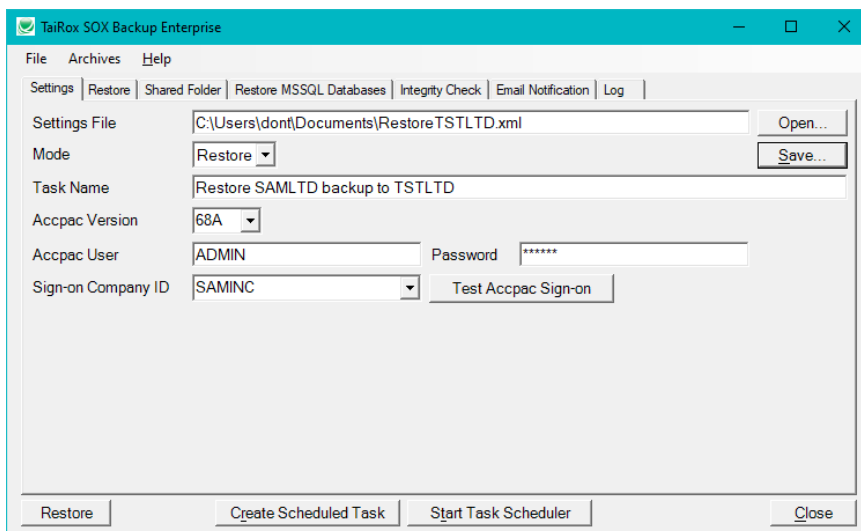 TaiRox SOX Backup Enterprise
File Archives Help
Settings Restore Shared Folder Restore MSSQL Databases Integrity Check Email Notification Log
Settings File C:\Users\dont\Documents\RestoreTSTLTD.xml Open...
Mode Restore Save...
Task Name Restore SAMLTD backup to TSTLTD
Accpac Version 68A
Accpac User ADMIN Password ******
Sign-on Company ID SAMINC Test Accpac Sign-on
Restore Create Scheduled Task Start Task Scheduler Close